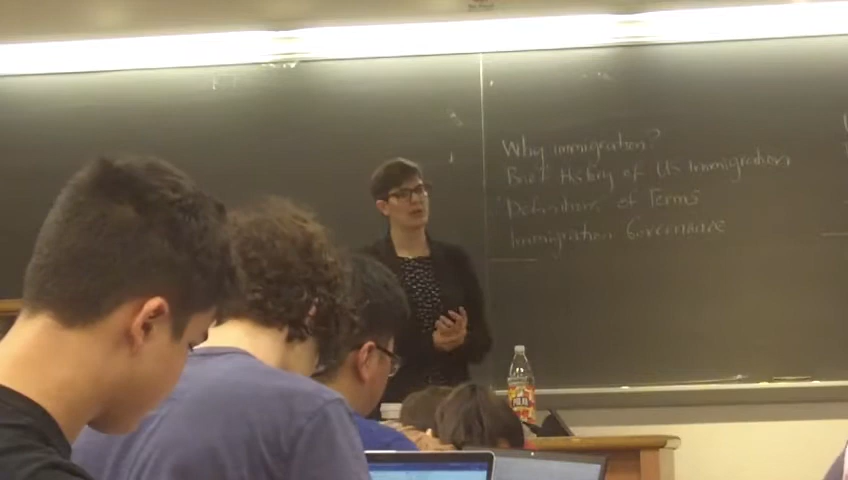 Why immigration?
Brief History of US Immigration
Definitions of Terms
Immigration Governance